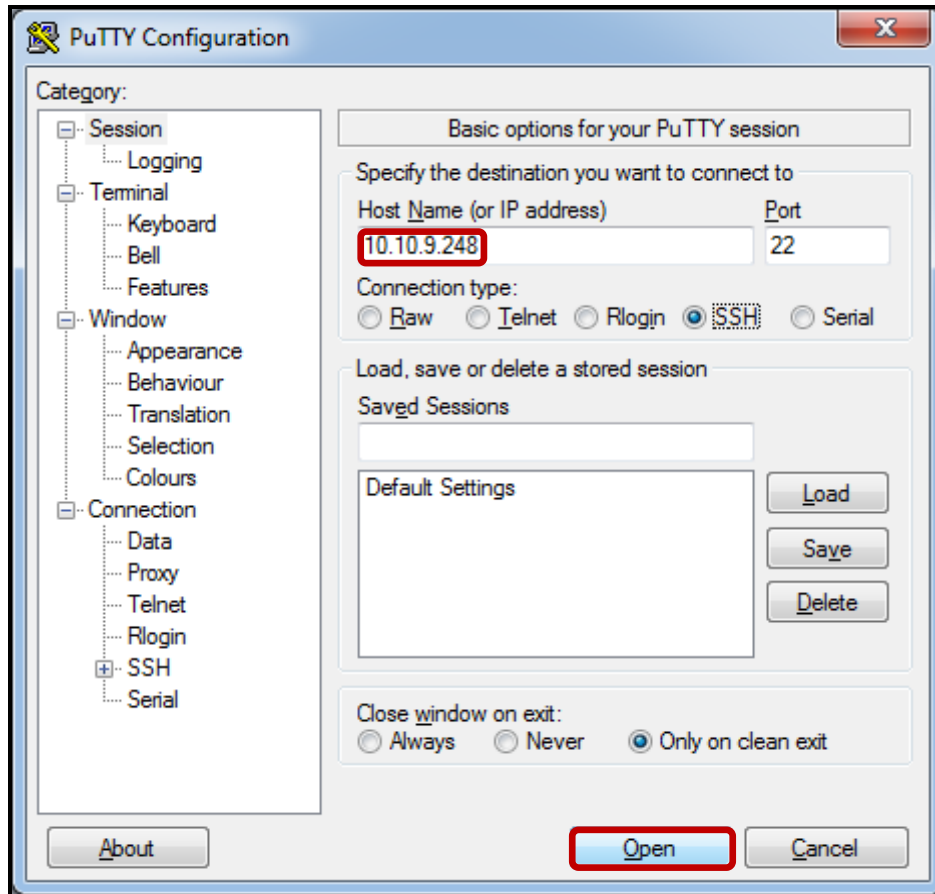 PuTTY Configuration
X
Category:
Session
Logging
Terminal
Keyboard
Bell
Features
Window
Appearance
Behaviour
Translation
Selection
Colours
Connection
Data
Proxy
Telnet
Rlogin
SSH
Serial
Basic options for your PuTTY session
Specify the destination you want to connect to
Host Name (or IP address) Port
10.10.9.248 22
Connection type:
Raw Telnet Rlogin SSH Serial
Load, save or delete a stored session
Saved Sessions
Default Settings
Load
Save
Delete
Close window on exit:
Always Never Only on clean exit
About Open Cancel